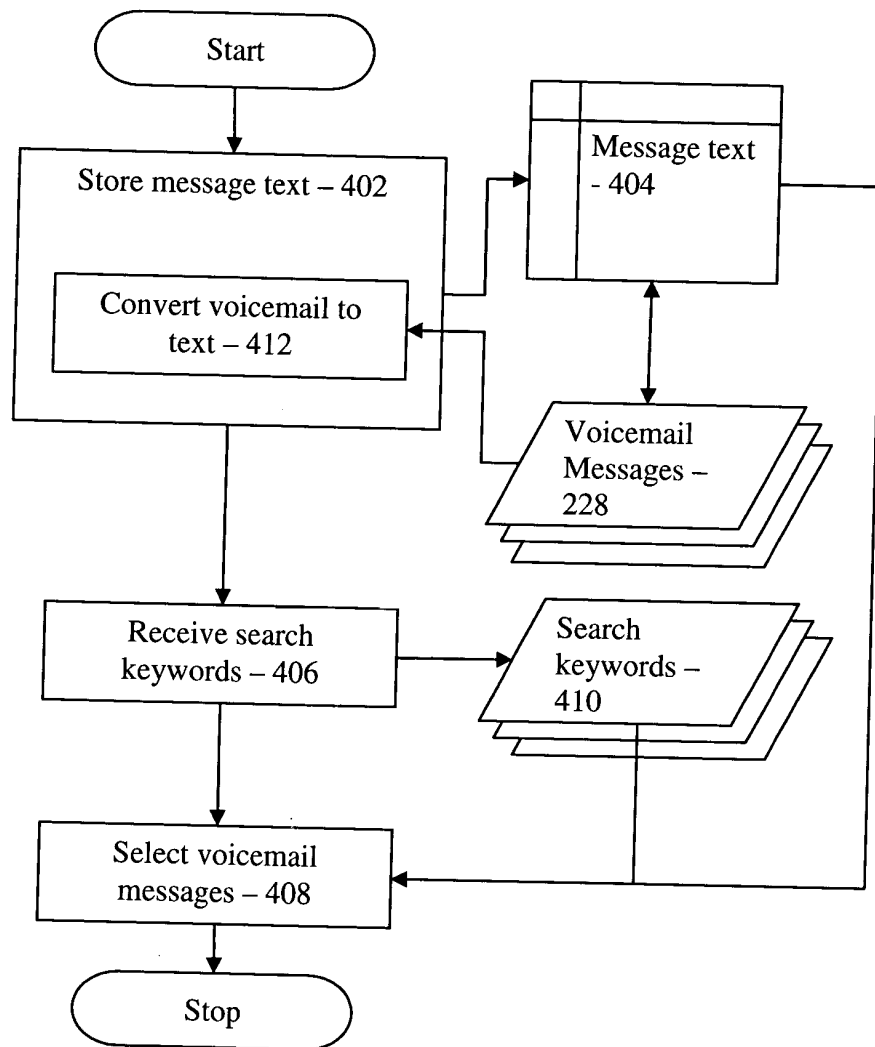 Start
Store message text – 402
Convert voicemail to
text – 412
Message text
- 404
Voicemail
Messages –
228
Receive search
keywords – 406
Search
keywords –
410
Select voicemail
messages – 408
Stop